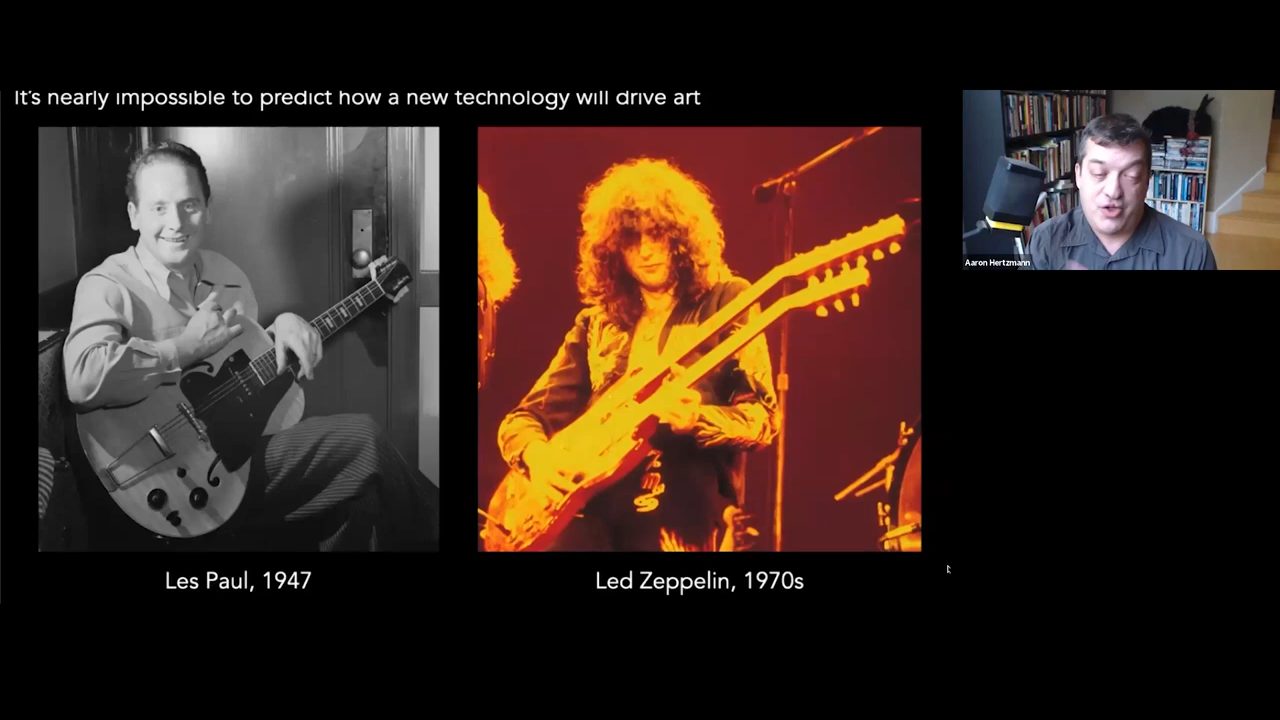 It's nearly impossible to predict how a new technology will drive art
Aaron Hertzmann
Les Paul, 1947
Led Zeppelin, 1970s